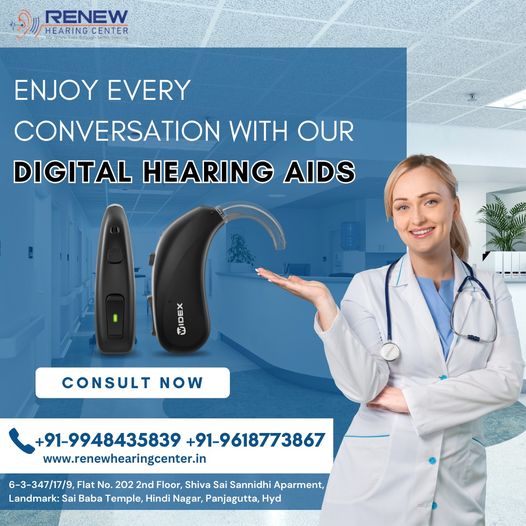 RENEW
HEARING CENTER
ENJOY EVERY
CONVERSATION WITH OUR
DIGITAL HEARING AIDS
WIDEX
CONSULT NOW
+91-9948435839 +91-9618773867
www.renewhearingcenter.in
6-3-347/17/9, Flat No. 202 2nd Floor, Shiva Sai Sannidhi Aparment,
Landmark: Sai Baba Temple, Hindi Nagar, Panjagutta, Hyd